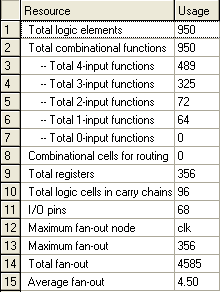 Resource Usage
1 Total logic elements 950
2 Total combinational functions 950
3 -- Total 4-input functions 489
4 -- Total 3-input functions 325
5 -- Total 2-input functions 72
6 -- Total 1-input functions 64
7 -- Total 0-input functions 0
8 Combinational cells for routing 0
9 Total registers 356
10 Total logic cells in carry chains 96
11 I/O pins 68
12 Maximum fan-out node clk
13 Maximum fan-out 356
14 Total fan-out 4585
15 Average fan-out 4.50